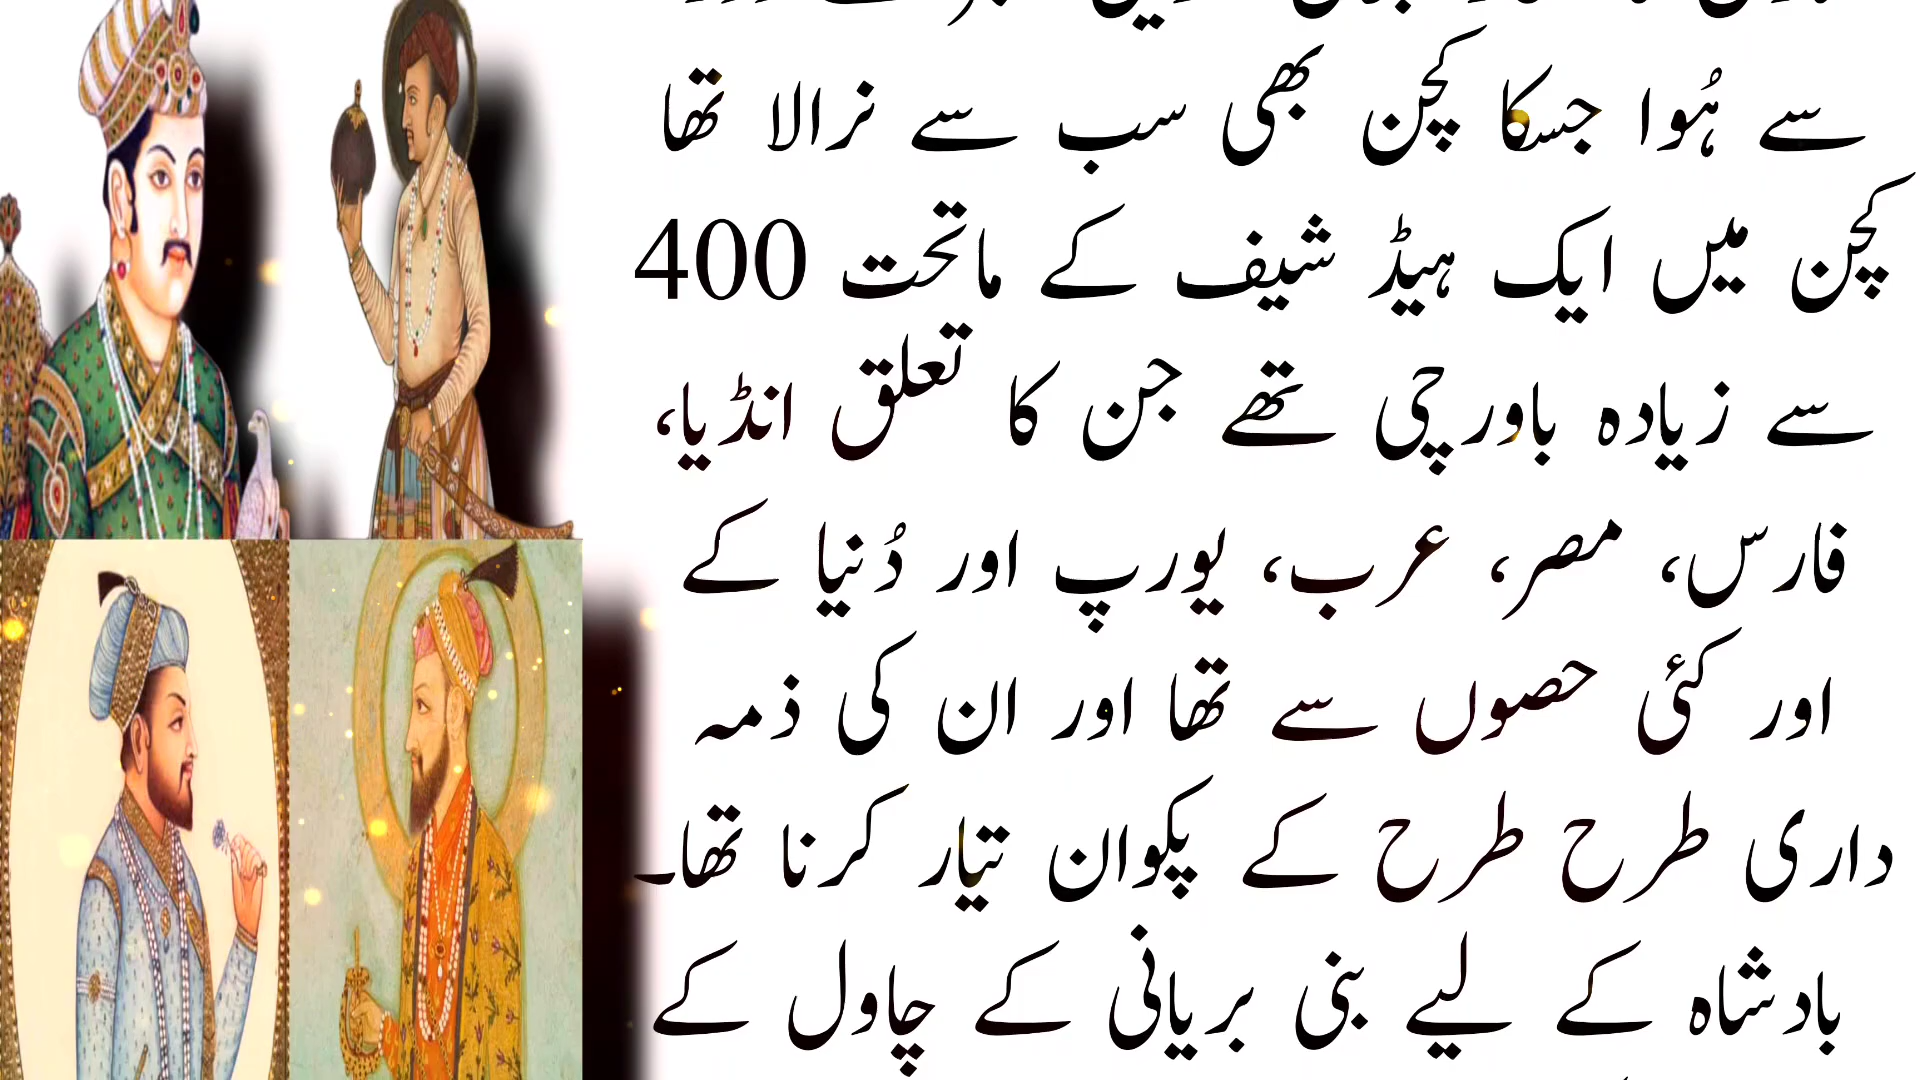 سے ہُوا جسکا کچن بھی سب سے نرالا تھا
کچن میں ایک ہیڈ شیف کے ماتحت 400
سے زیادہ باورچی تھے جن کا تعلق انڈیا،
فارس، مصر، عرب، یورپ اور دُنیا کے
اور کئی حصوں سے تھا اور ان کی ذمہ
داری طرح طرح کے پکوان تیار کرنا تھا۔
بادشاہ کے لیے بنی بریانی کے چاول کے